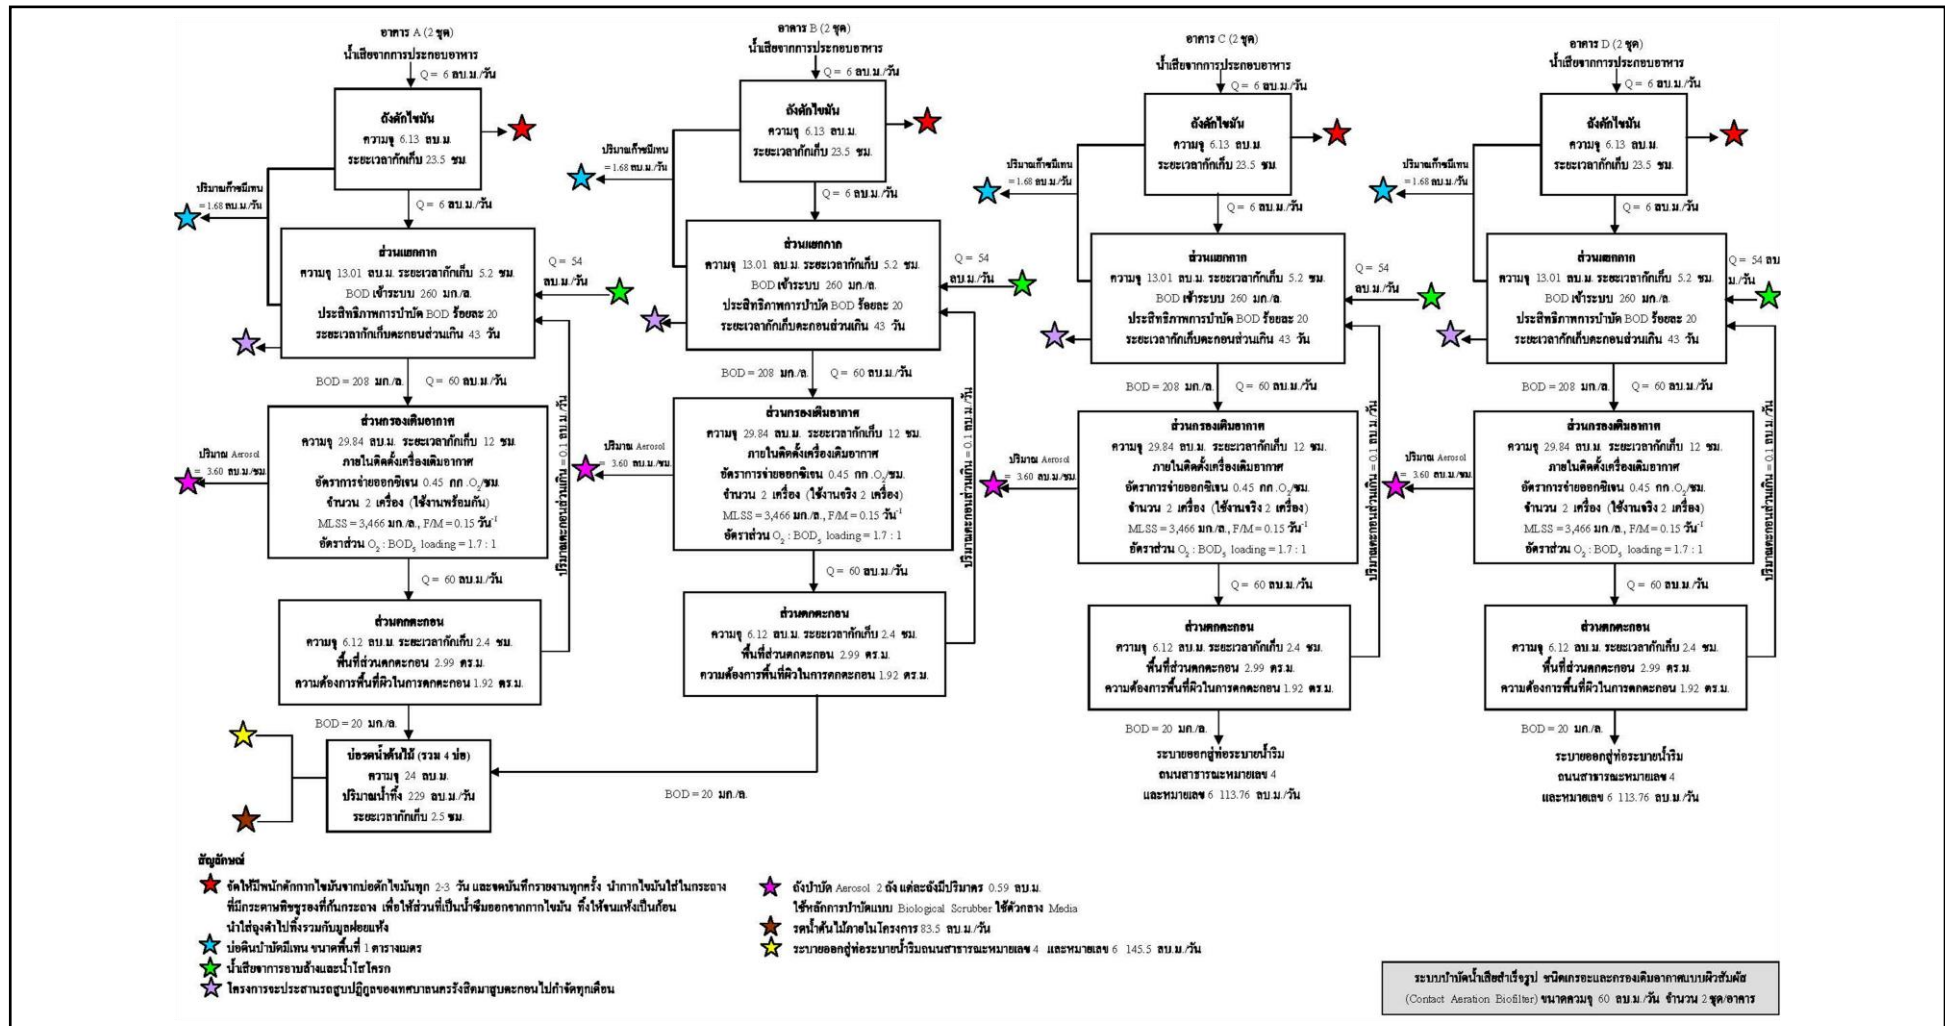 อาคาร A (2 ชุด)
น้ำเสียจากการประกอบอาหาร
Q = 6 ลบ.ม./วัน
ถังดักไขมัน
ความจุ 6.13 ลบ.ม.
ระยะเวลากักเก็บ 23.5 ชม.
ปริมาณก๊าซมีเทน
= 1.68 ลบ.ม./วัน
Q = 6 ลบ.ม./วัน
ส่วนแยกกาก
ความจุ 13.01 ลบ.ม. ระยะเวลากักเก็บ 5.2 ชม.
BOD เข้าระบบ 260 มก./ล.
ประสิทธิภาพการบำบัด BOD ร้อยละ 20
ระยะเวลากักเก็บตะกอนส่วนเกิน 43 วัน
Q = 54
ลบ.ม./วัน
BOD = 208 มก./ล.
Q = 60 ลบ.ม./วัน
ส่วนกรองเติมอากาศ
ความจุ 29.84 ลบ.ม. ระยะเวลากักเก็บ 12 ชม.
ภายในติดตั้งเครื่องเติมอากาศ
อัตราการจ่ายออกซิเจน 0.45 กก .O₂/ชม.
จำนวน 2 เครื่อง (ใช้งานพร้อมกัน)
MLSS = 3,466 มก./ล., F/M = 0.15 วัน⁻¹
อัตราส่วน O₂ : BOD₅ loading = 1.7 : 1
ปริมาณ Aerosol
= 3.60 ลบ.ม./ชม.
ปริมาณตะกอนส่วนเกิน = 0.1 ลบ.ม./วัน
Q = 60 ลบ.ม./วัน
ส่วนตกตะกอน
ความจุ 6.12 ลบ.ม. ระยะเวลากักเก็บ 2.4 ชม.
พื้นที่ส่วนตกตะกอน 2.99 ตร.ม.
ความต้องการพื้นที่ผิวในการตกตะกอน 1.92 ตร.ม.
BOD = 20 มก./ล.
บ่อรดน้ำต้นไม้ (รวม 4 บ่อ)
ความจุ 24 ลบ.ม.
ปริมาณน้ำทิ้ง 229 ลบ.ม./วัน
ระยะเวลากักเก็บ 2.5 ชม.
อาคาร B (2 ชุด)
น้ำเสียจากการประกอบอาหาร
Q = 6 ลบ.ม./วัน
ถังดักไขมัน
ความจุ 6.13 ลบ.ม.
ระยะเวลากักเก็บ 23.5 ชม.
ปริมาณก๊าซมีเทน
= 1.68 ลบ.ม./วัน
Q = 6 ลบ.ม./วัน
ส่วนแยกกาก
ความจุ 13.01 ลบ.ม. ระยะเวลากักเก็บ 5.2 ชม.
BOD เข้าระบบ 260 มก./ล.
ประสิทธิภาพการบำบัด BOD ร้อยละ 20
ระยะเวลากักเก็บตะกอนส่วนเกิน 43 วัน
Q = 54
ลบ.ม./วัน
BOD = 208 มก./ล.
Q = 60 ลบ.ม./วัน
ส่วนกรองเติมอากาศ
ความจุ 29.84 ลบ.ม. ระยะเวลากักเก็บ 12 ชม.
ภายในติดตั้งเครื่องเติมอากาศ
อัตราการจ่ายออกซิเจน 0.45 กก .O₂/ชม.
จำนวน 2 เครื่อง (ใช้งานจริง 2 เครื่อง)
MLSS = 3,466 มก./ล., F/M = 0.15 วัน⁻¹
อัตราส่วน O₂ : BOD₅ loading = 1.7 : 1
ปริมาณ Aerosol
= 3.60 ลบ.ม./ชม.
ปริมาณตะกอนส่วนเกิน = 0.1 ลบ.ม./วัน
Q = 60 ลบ.ม./วัน
ส่วนตกตะกอน
ความจุ 6.12 ลบ.ม. ระยะเวลากักเก็บ 2.4 ชม.
พื้นที่ส่วนตกตะกอน 2.99 ตร.ม.
ความต้องการพื้นที่ผิวในการตกตะกอน 1.92 ตร.ม.
BOD = 20 มก./ล.
อาคาร C (2 ชุด)
น้ำเสียจากการประกอบอาหาร
Q = 6 ลบ.ม./วัน
ถังดักไขมัน
ความจุ 6.13 ลบ.ม.
ระยะเวลากักเก็บ 23.5 ชม.
ปริมาณก๊าซมีเทน
= 1.68 ลบ.ม./วัน
Q = 6 ลบ.ม./วัน
ส่วนแยกกาก
ความจุ 13.01 ลบ.ม. ระยะเวลากักเก็บ 5.2 ชม.
BOD เข้าระบบ 260 มก./ล.
ประสิทธิภาพการบำบัด BOD ร้อยละ 20
ระยะเวลากักเก็บตะกอนส่วนเกิน 43 วัน
Q = 54
ลบ.ม./วัน
BOD = 208 มก./ล.
Q = 60 ลบ.ม./วัน
ส่วนกรองเติมอากาศ
ความจุ 29.84 ลบ.ม. ระยะเวลากักเก็บ 12 ชม.
ภายในติดตั้งเครื่องเติมอากาศ
อัตราการจ่ายออกซิเจน 0.45 กก .O₂/ชม.
จำนวน 2 เครื่อง (ใช้งานจริง 2 เครื่อง)
MLSS = 3,466 มก./ล., F/M = 0.15 วัน⁻¹
อัตราส่วน O₂ : BOD₅ loading = 1.7 : 1
ปริมาณ Aerosol
= 3.60 ลบ.ม./ชม.
ปริมาณตะกอนส่วนเกิน = 0.1 ลบ.ม./วัน
Q = 60 ลบ.ม./วัน
ส่วนตกตะกอน
ความจุ 6.12 ลบ.ม. ระยะเวลากักเก็บ 2.4 ชม.
พื้นที่ส่วนตกตะกอน 2.99 ตร.ม.
ความต้องการพื้นที่ผิวในการตกตะกอน 1.92 ตร.ม.
BOD = 20 มก./ล.
ระบายออกสู่ท่อระบายน้ำริม
ถนนสาธารณะหมายเลข 4
และหมายเลข 6 113.76 ลบ.ม./วัน
อาคาร D (2 ชุด)
น้ำเสียจากการประกอบอาหาร
Q = 6 ลบ.ม./วัน
ถังดักไขมัน
ความจุ 6.13 ลบ.ม.
ระยะเวลากักเก็บ 23.5 ชม.
ปริมาณก๊าซมีเทน
= 1.68 ลบ.ม./วัน
Q = 6 ลบ.ม./วัน
ส่วนแยกกาก
ความจุ 13.01 ลบ.ม. ระยะเวลากักเก็บ 5.2 ชม.
BOD เข้าระบบ 260 มก./ล.
ประสิทธิภาพการบำบัด BOD ร้อยละ 20
ระยะเวลากักเก็บตะกอนส่วนเกิน 43 วัน
Q = 54 ลบ
.ม./วัน
BOD = 208 มก./ล.
Q = 60 ลบ.ม./วัน
ส่วนกรองเติมอากาศ
ความจุ 29.84 ลบ.ม. ระยะเวลากักเก็บ 12 ชม.
ภายในติดตั้งเครื่องเติมอากาศ
อัตราการจ่ายออกซิเจน 0.45 กก .O₂/ชม.
จำนวน 2 เครื่อง (ใช้งานจริง 2 เครื่อง)
MLSS = 3,466 มก./ล., F/M = 0.15 วัน⁻¹
อัตราส่วน O₂ : BOD₅ loading = 1.7 : 1
ปริมาณ Aerosol
= 3.60 ลบ.ม./ชม.
ปริมาณตะกอนส่วนเกิน = 0.1 ลบ.ม./วัน
Q = 60 ลบ.ม./วัน
ส่วนตกตะกอน
ความจุ 6.12 ลบ.ม. ระยะเวลากักเก็บ 2.4 ชม.
พื้นที่ส่วนตกตะกอน 2.99 ตร.ม.
ความต้องการพื้นที่ผิวในการตกตะกอน 1.92 ตร.ม.
BOD = 20 มก./ล.
ระบายออกสู่ท่อระบายน้ำริม
ถนนสาธารณะหมายเลข 4
และหมายเลข 6 113.76 ลบ.ม./วัน
สัญลักษณ์
จัดให้มีพนักตักกากไขมันจากบ่อดักไขมันทุก 2-3 วัน และจดบันทึกรายงานทุกครั้ง นำกากไขมันใส่ในกระถาง
ที่มีกระดาษทิชชูรองที่ก้นกระถาง เพื่อให้ส่วนที่เป็นน้ำซึมออกจากกากไขมัน ทิ้งให้จนแห้งเป็นก้อน
นำใส่ถุงดำไปทิ้งรวมกับมูลฝอยแห้ง
บ่อดินบำบัดมีเทน ขนาดพื้นที่ 1 ตารางเมตร
น้ำเสียจากการอาบล้างและน้ำโสโครก
โครงการจะประสานรถสูบปฏิกูลของเทศบาลนครรังสิตมาสูบตะกอนไปกำจัดทุกเดือน
ถังบำบัด Aerosol 2 ถัง แต่ละถังมีปริมาตร 0.59 ลบ.ม.
ใช้หลักการบำบัดแบบ Biological Scrubber ใช้ตัวกลาง Media
รดน้ำต้นไม้ภายในโครงการ 83.5 ลบ.ม./วัน
ระบายออกสู่ท่อระบายน้ำริมถนนสาธารณะหมายเลข 4 และหมายเลข 6 145.5 ลบ.ม./วัน
ระบบบำบัดน้ำเสียสำเร็จรูป ชนิดเกรอะและกรองเติมอากาศแบบผิวสัมผัส
(Contact Aeration Biofilter) ขนาดความจุ 60 ลบ.ม./วัน จำนวน 2 ชุด/อาคาร